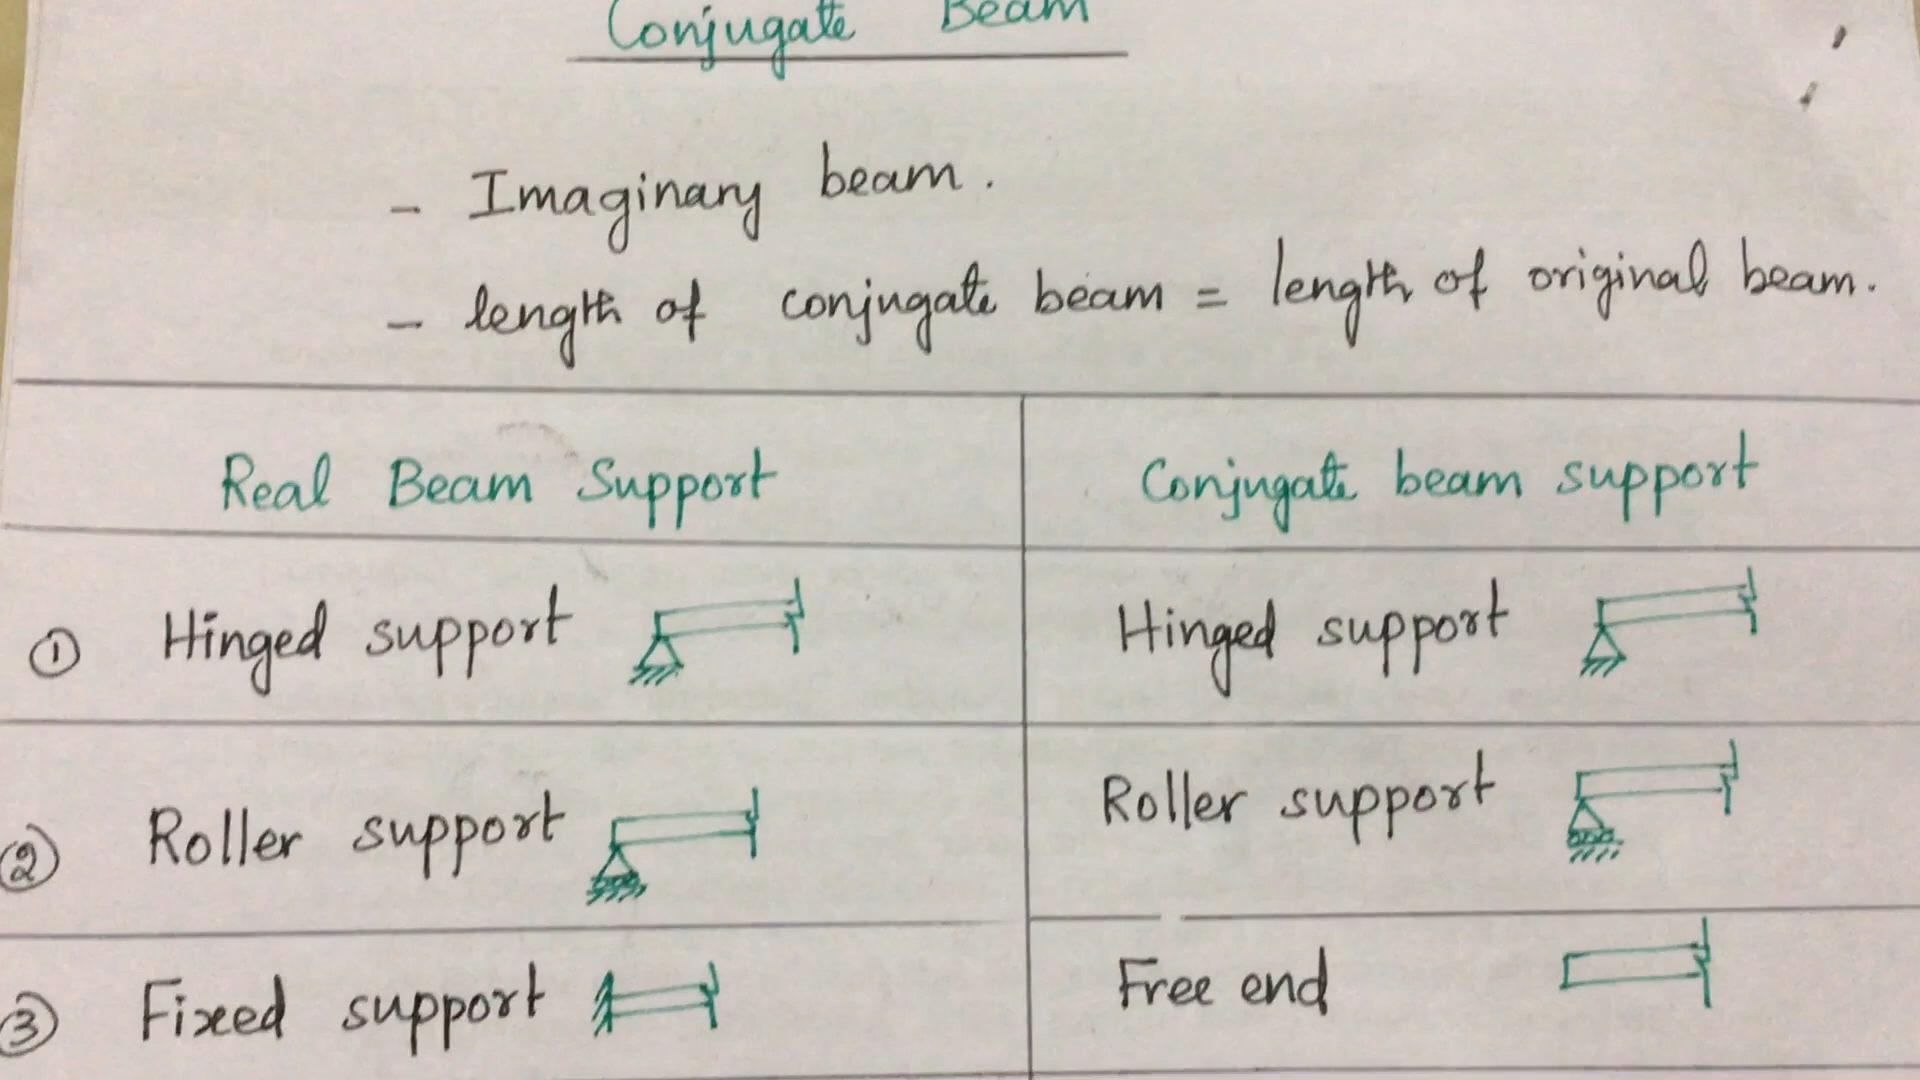 Conjugate Beam
- Imaginary beam.
- length of conjugate beam = length of original beam.
Real Beam Support
Conjugate beam support
① Hinged support
Hinged support
② Roller support
Roller support
③ Fixed support
Free end